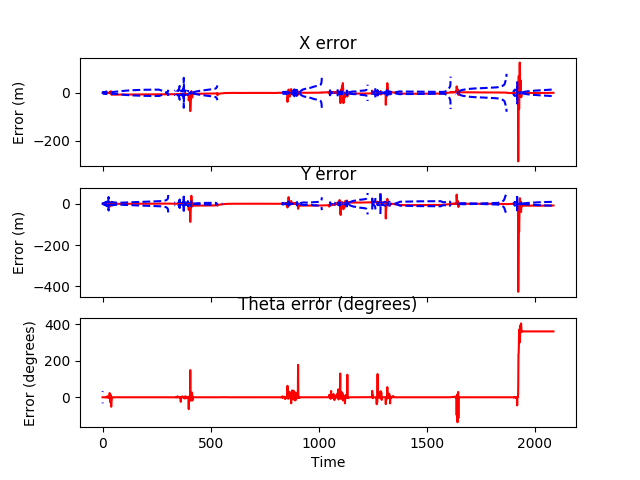 X error
0
−200
Error (m)
Y error
0
−200
−400
Error (m)
Theta error (degrees)
400
200
0
Error (degrees)
0 500 1000 1500 2000
Time